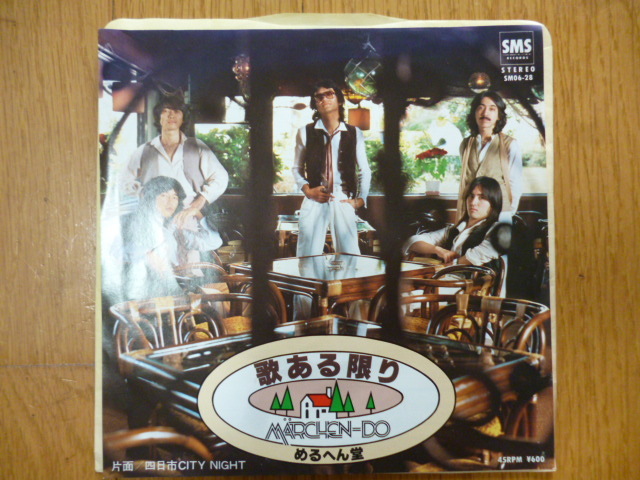 SMS
RECORDS
STEREO
SM06-28
歌ある限り
MÄRCHEN-DO
めるへん堂
片面/四日市CITY NIGHT
45RPM ¥600